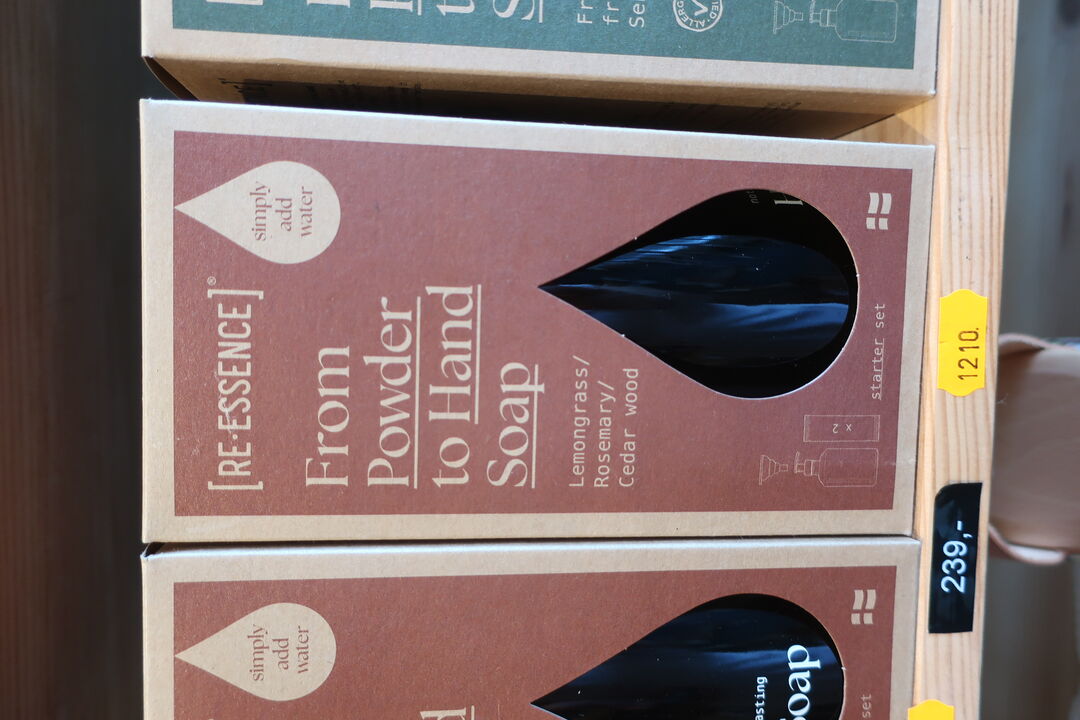 [RE·ESSENCE]®
simply
add
water
From
Powder
to Hand
Soap
Lemongrass/
Rosemary/
Cedar wood
x 2
starter set
1210.
239,-
simply
add
water
set